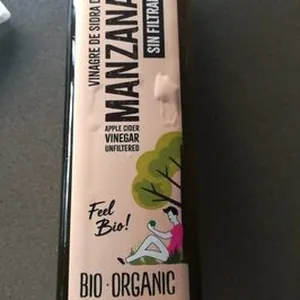 VINAGRE DE SIDRA D
MANZANA
SIN FILTRA
APPLE CIDER
VINEGAR
UNFILTERED
Feel
Bio!
BIO·ORGANIC